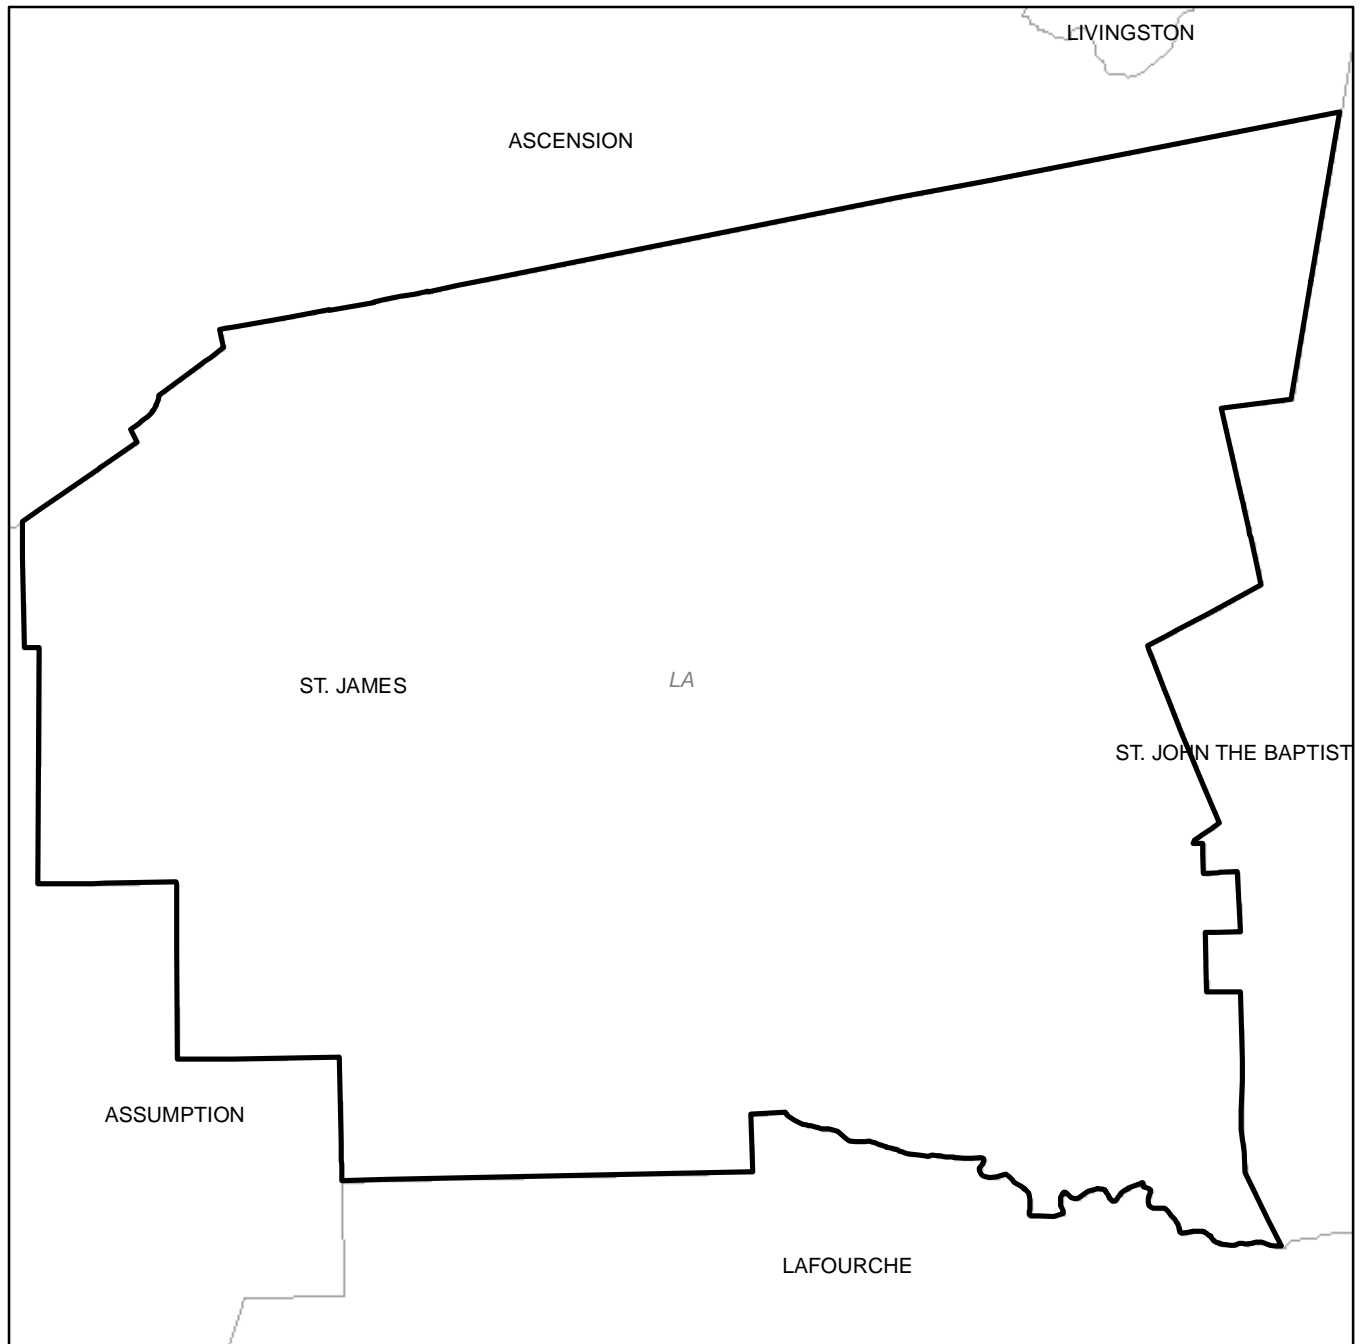 LIVINGSTON
ASCENSION
ST. JAMES
LA
ST. JOHN THE BAPTIST
ASSUMPTION
LAFOURCHE